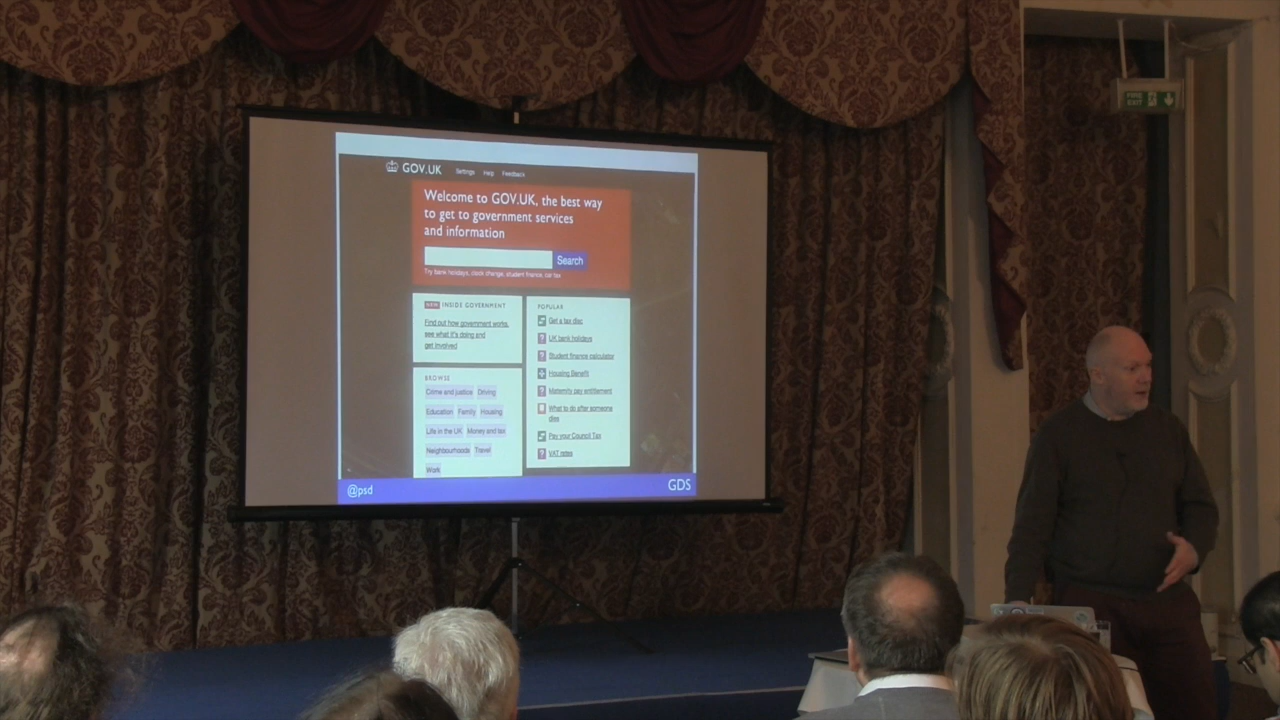 FIRE EXIT
GOV.UK Settings Help Feedback
Welcome to GOV.UK, the best way
to get to government services
and information
Search
Try bank holidays, clock change, student finance, car tax
NEW INSIDE GOVERNMENT
Find out how government works,
see what it's doing and
get involved
BROWSE
Crime and justice Driving
Education Family Housing
Life in the UK Money and tax
Neighbourhoods Travel
Work
POPULAR
Get a tax disc
UK bank holidays
Student finance calculator
Housing Benefit
Maternity pay entitlement
What to do after someone
dies
Pay your Council Tax
VAT rates
@psd GDS